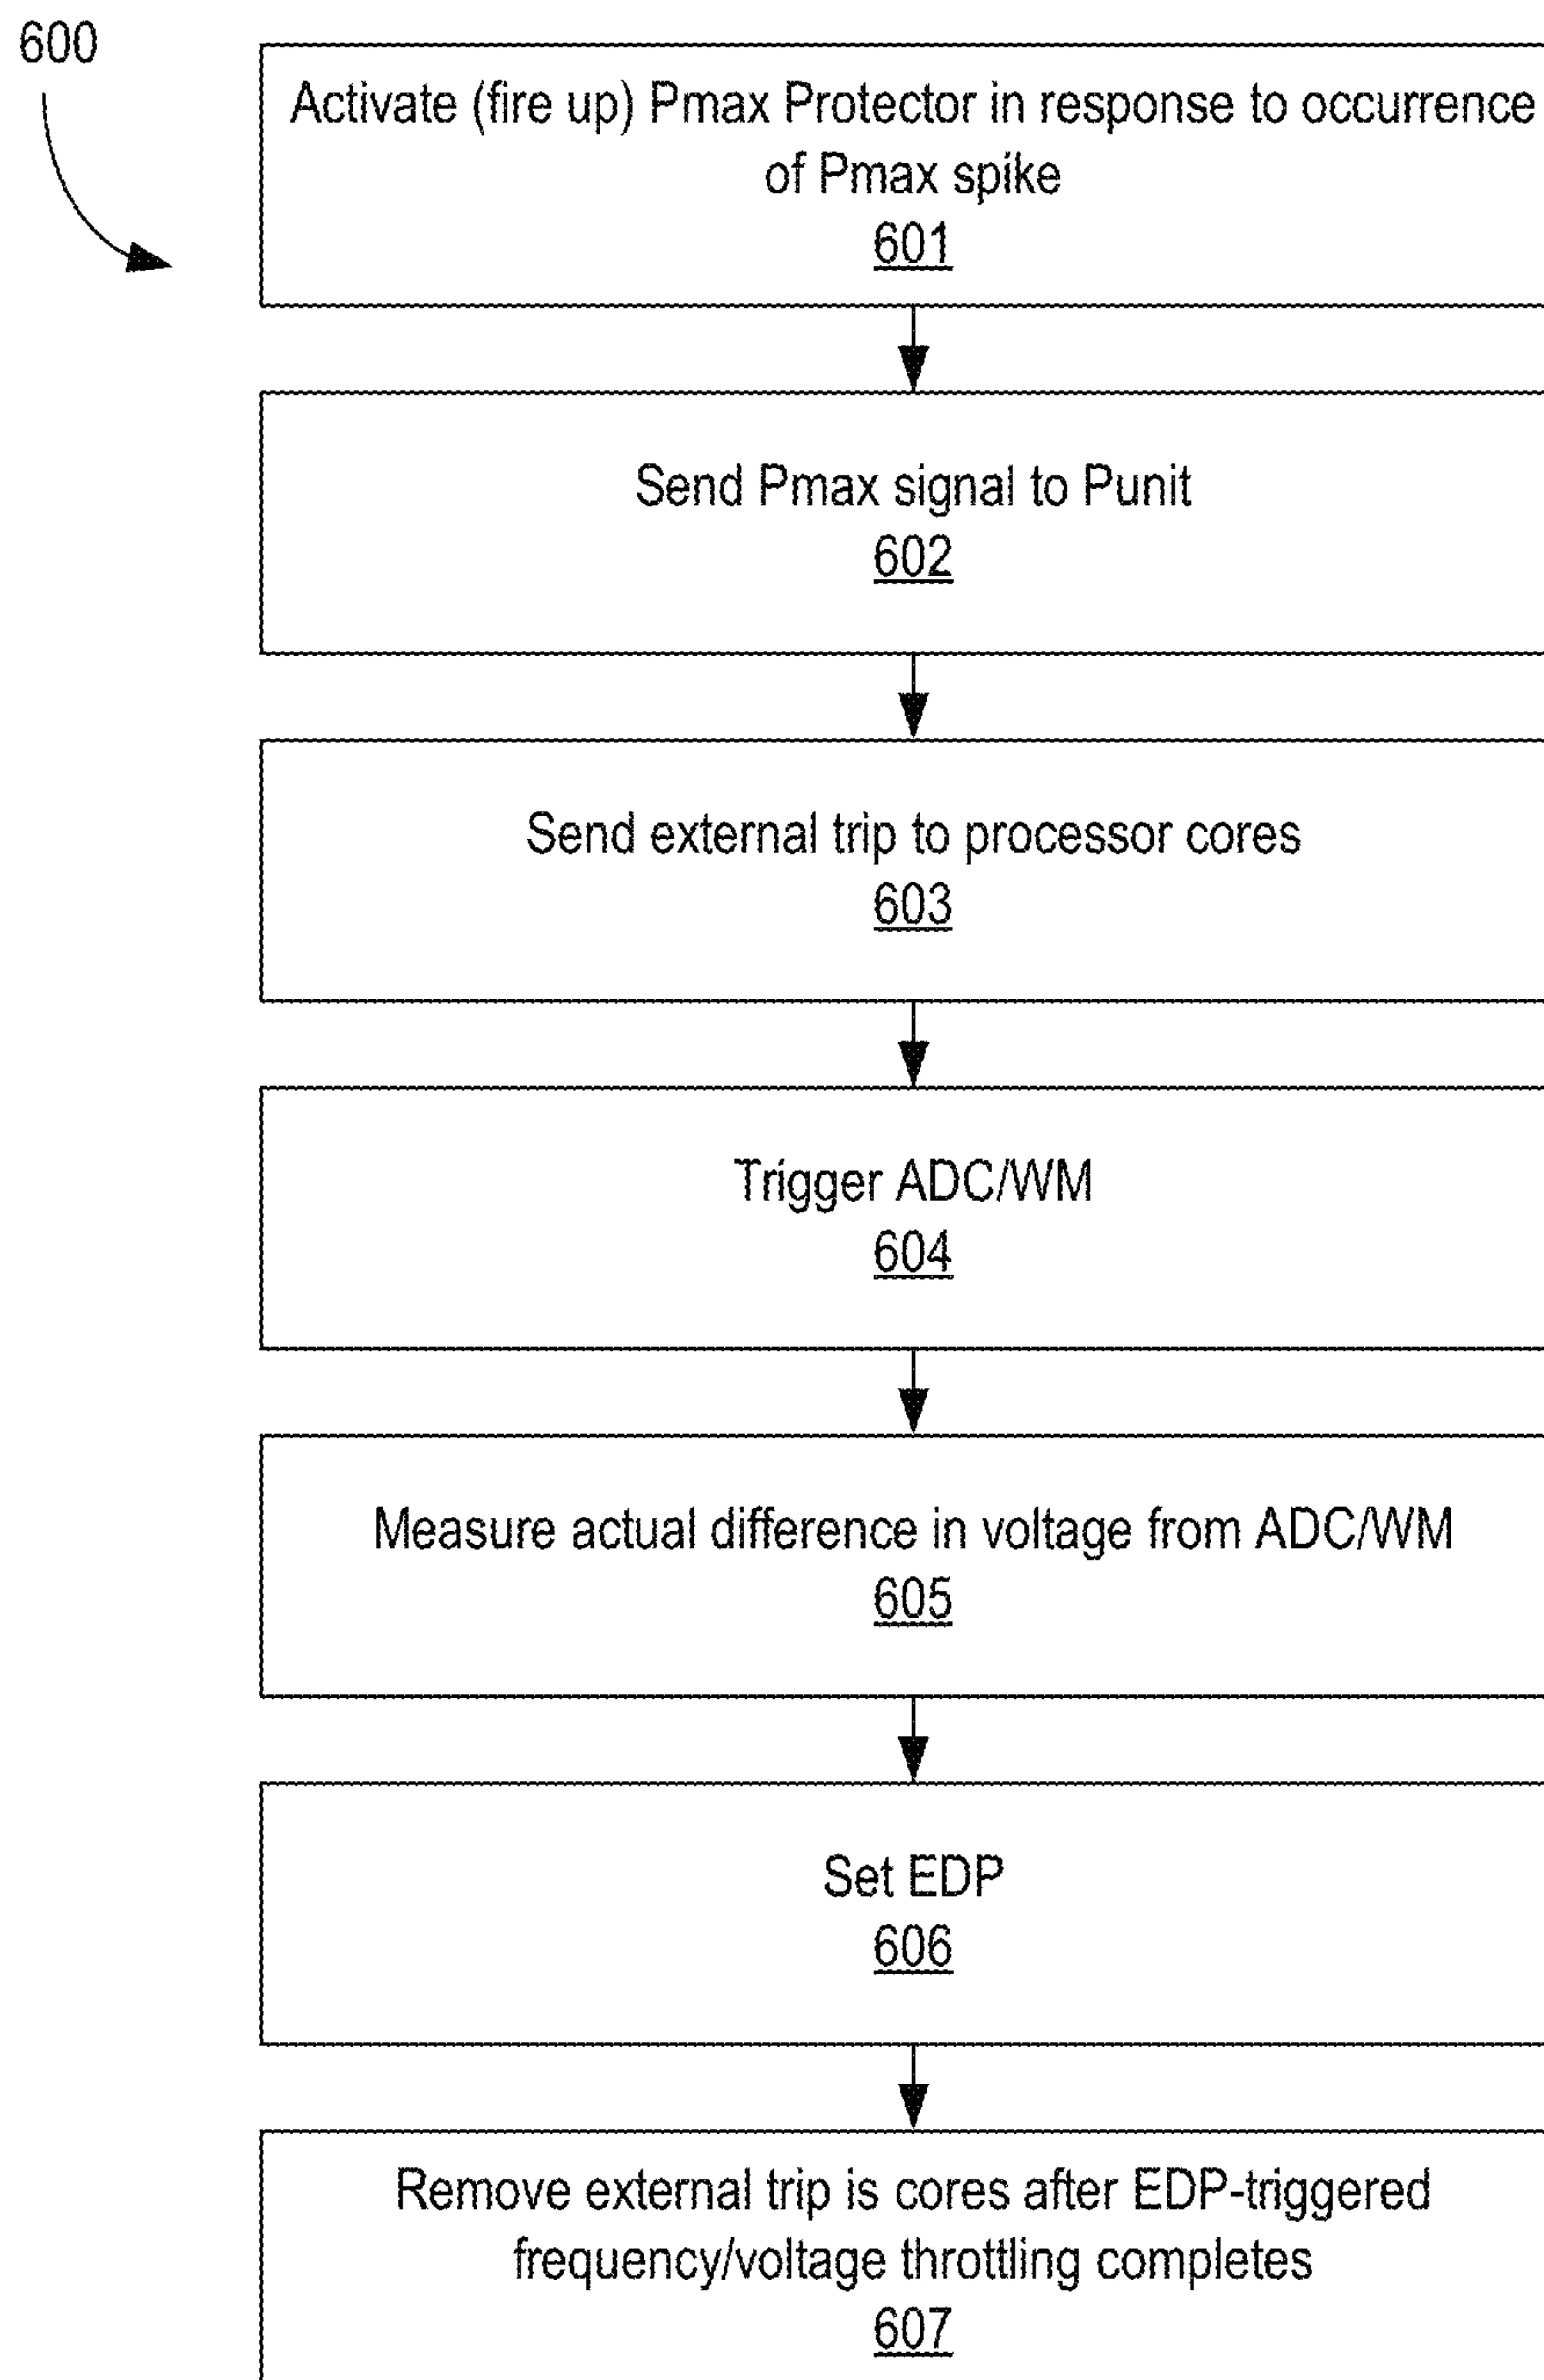 600
Activate (fire up) Pmax Protector in response to occurrence
of Pmax spike
601
Send Pmax signal to Punit
602
Send external trip to processor cores
603
Trigger ADC/WM
604
Measure actual difference in voltage from ADC/WM
605
Set EDP
606
Remove external trip is cores after EDP-triggered
frequency/voltage throttling completes
607